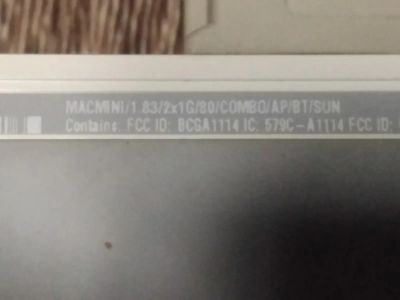 MACMINI/1.83/2x1G/80/COMBO/AP/BT/SUN
Contains: FCC ID: BCGA1114 IC: 579C-A1114 FCC ID: